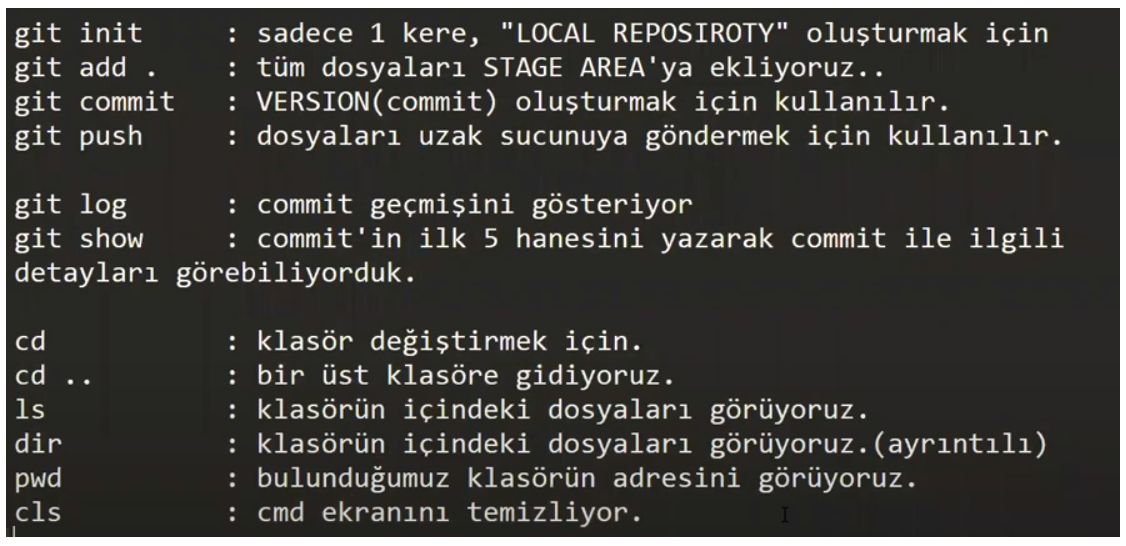 git init : sadece 1 kere, "LOCAL REPOSIROTY" oluşturmak için
git add . : tüm dosyaları STAGE AREA'ya ekliyoruz..
git commit : VERSION(commit) oluşturmak için kullanılır.
git push : dosyaları uzak sucunuya göndermek için kullanılır.
git log : commit geçmişini gösteriyor
git show : commit'in ilk 5 hanesini yazarak commit ile ilgili
detayları görebiliyorduk.
cd : klasör değiştirmek için.
cd .. : bir üst klasöre gidiyoruz.
ls : klasörün içindeki dosyaları görüyoruz.
dir : klasörün içindeki dosyaları görüyoruz.(ayrıntılı)
pwd : bulunduğumuz klasörün adresini görüyoruz.
cls : cmd ekranını temizliyor.